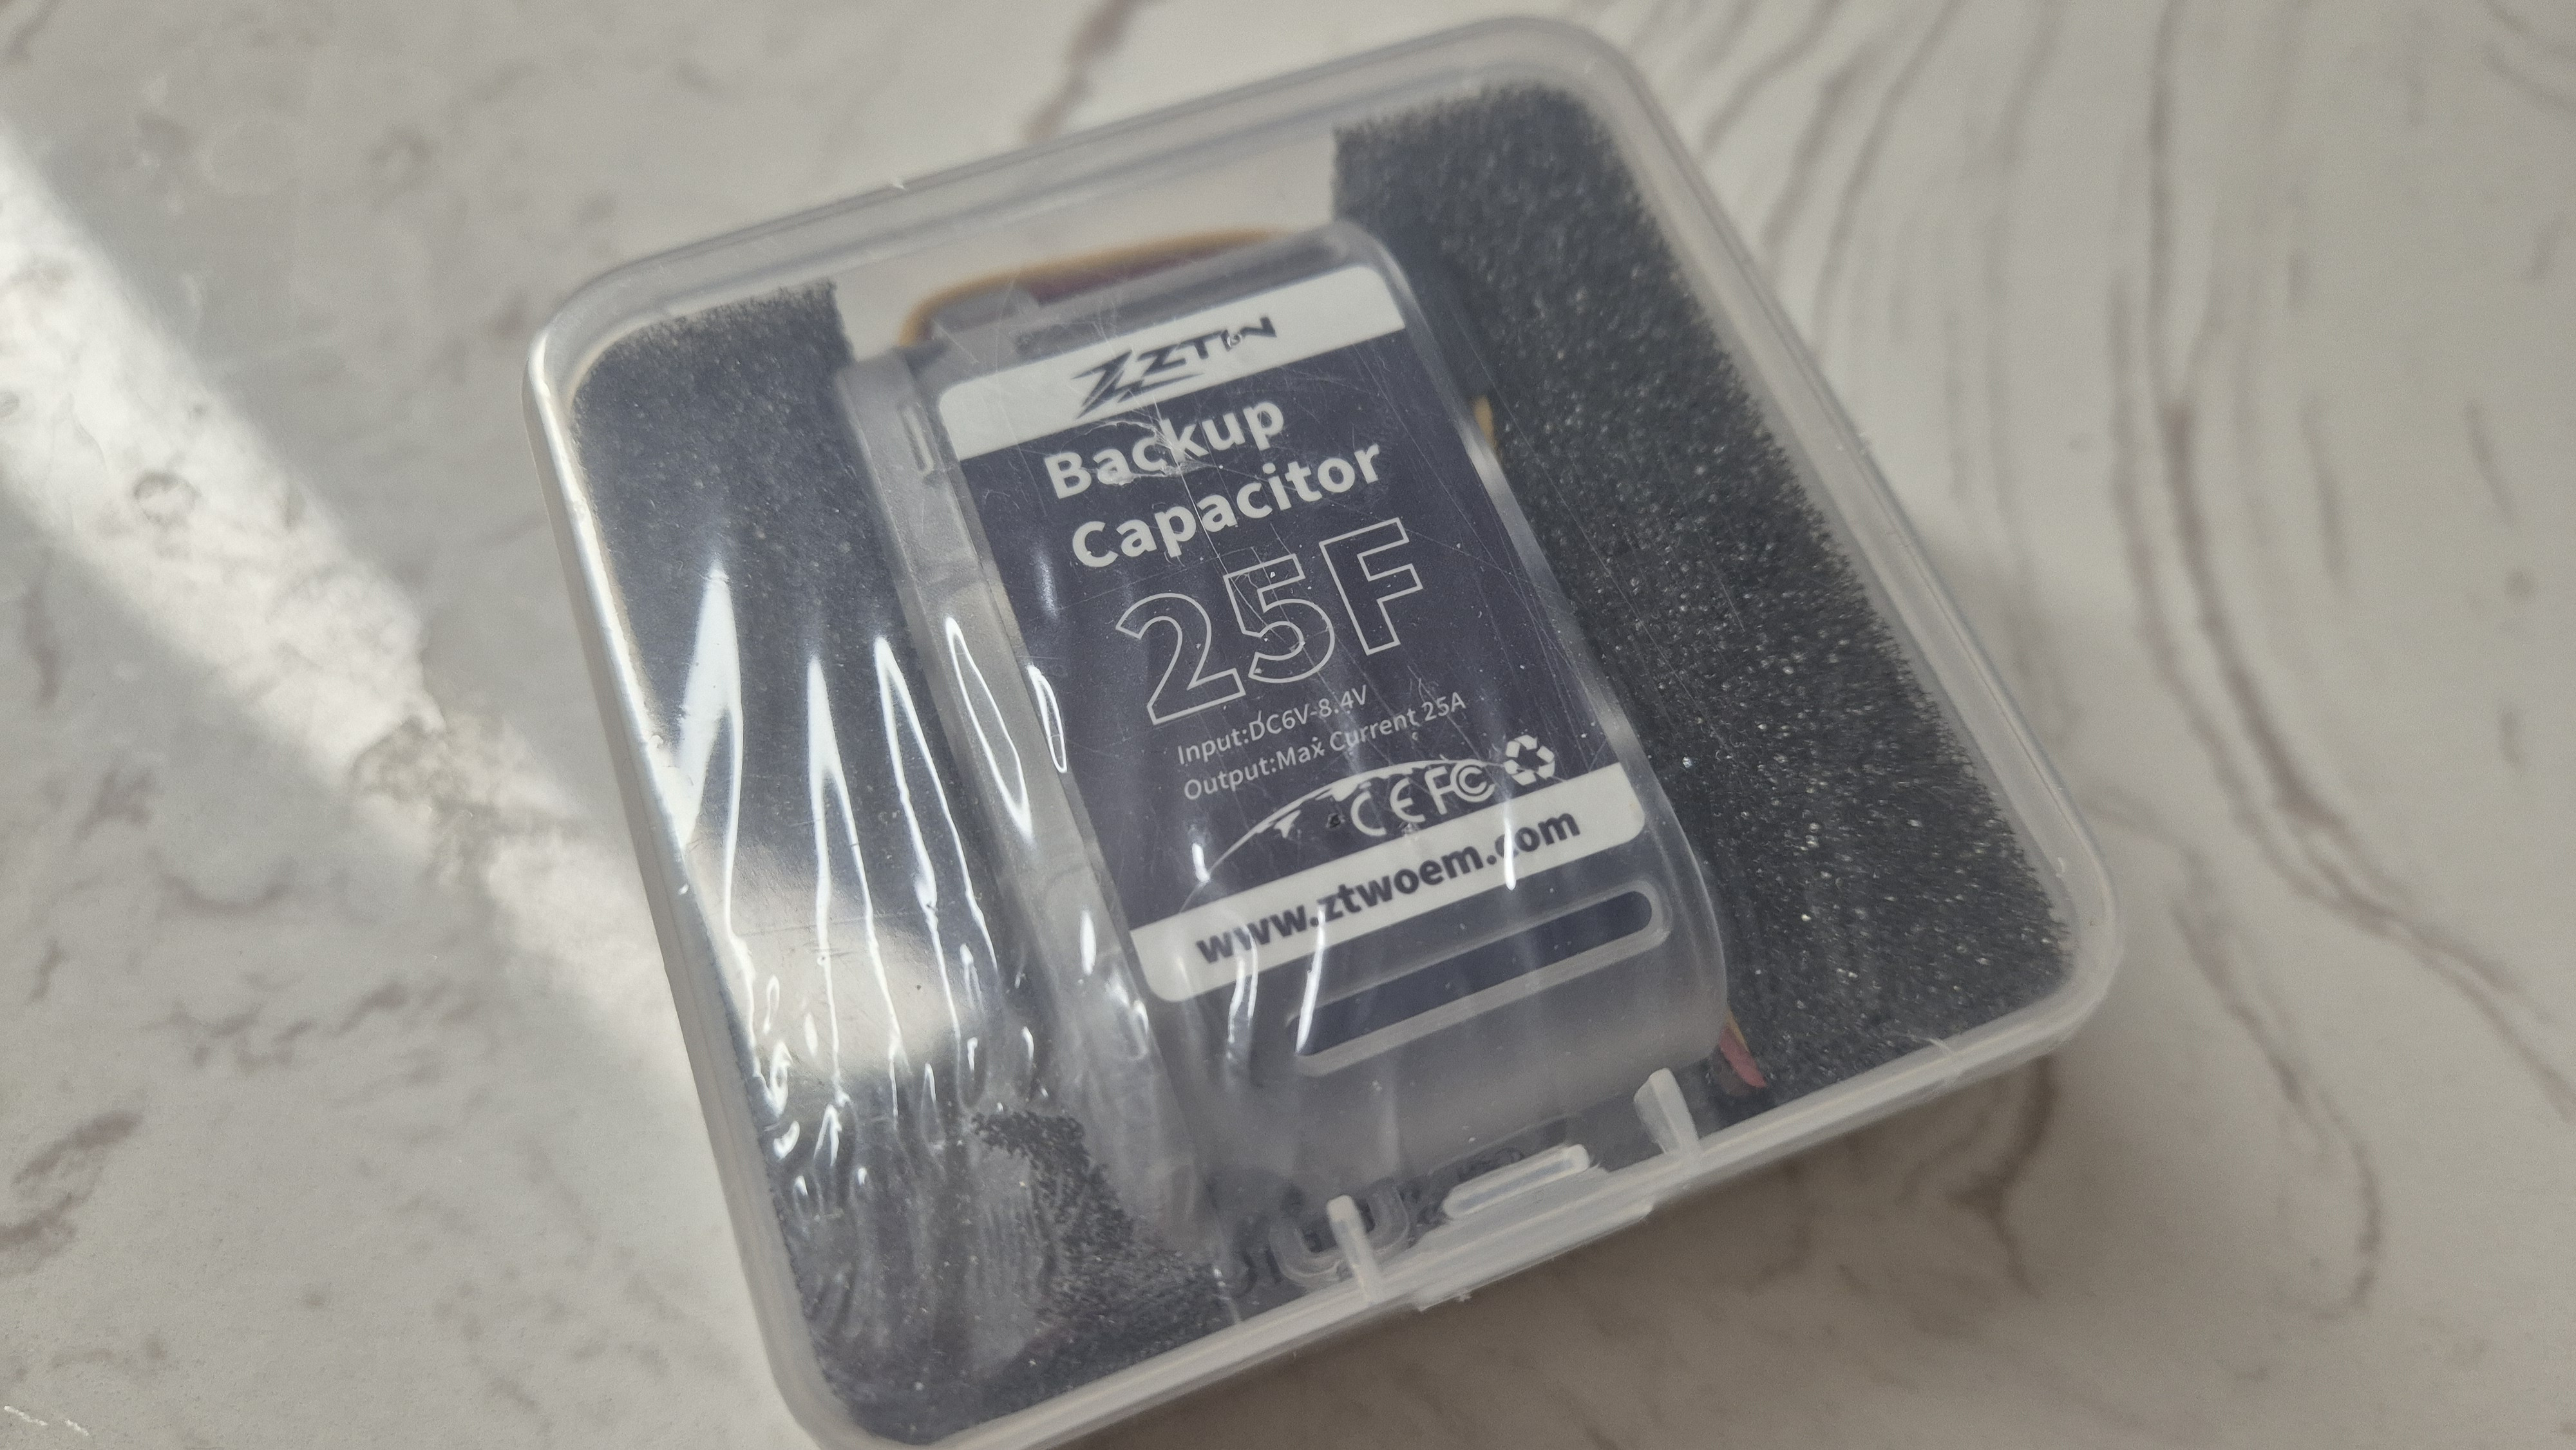 ZTW
Backup
Capacitor
25F
Input:DC6V-8.4V
Output:Max Current 25A
CE FC
www.ztwoem.com